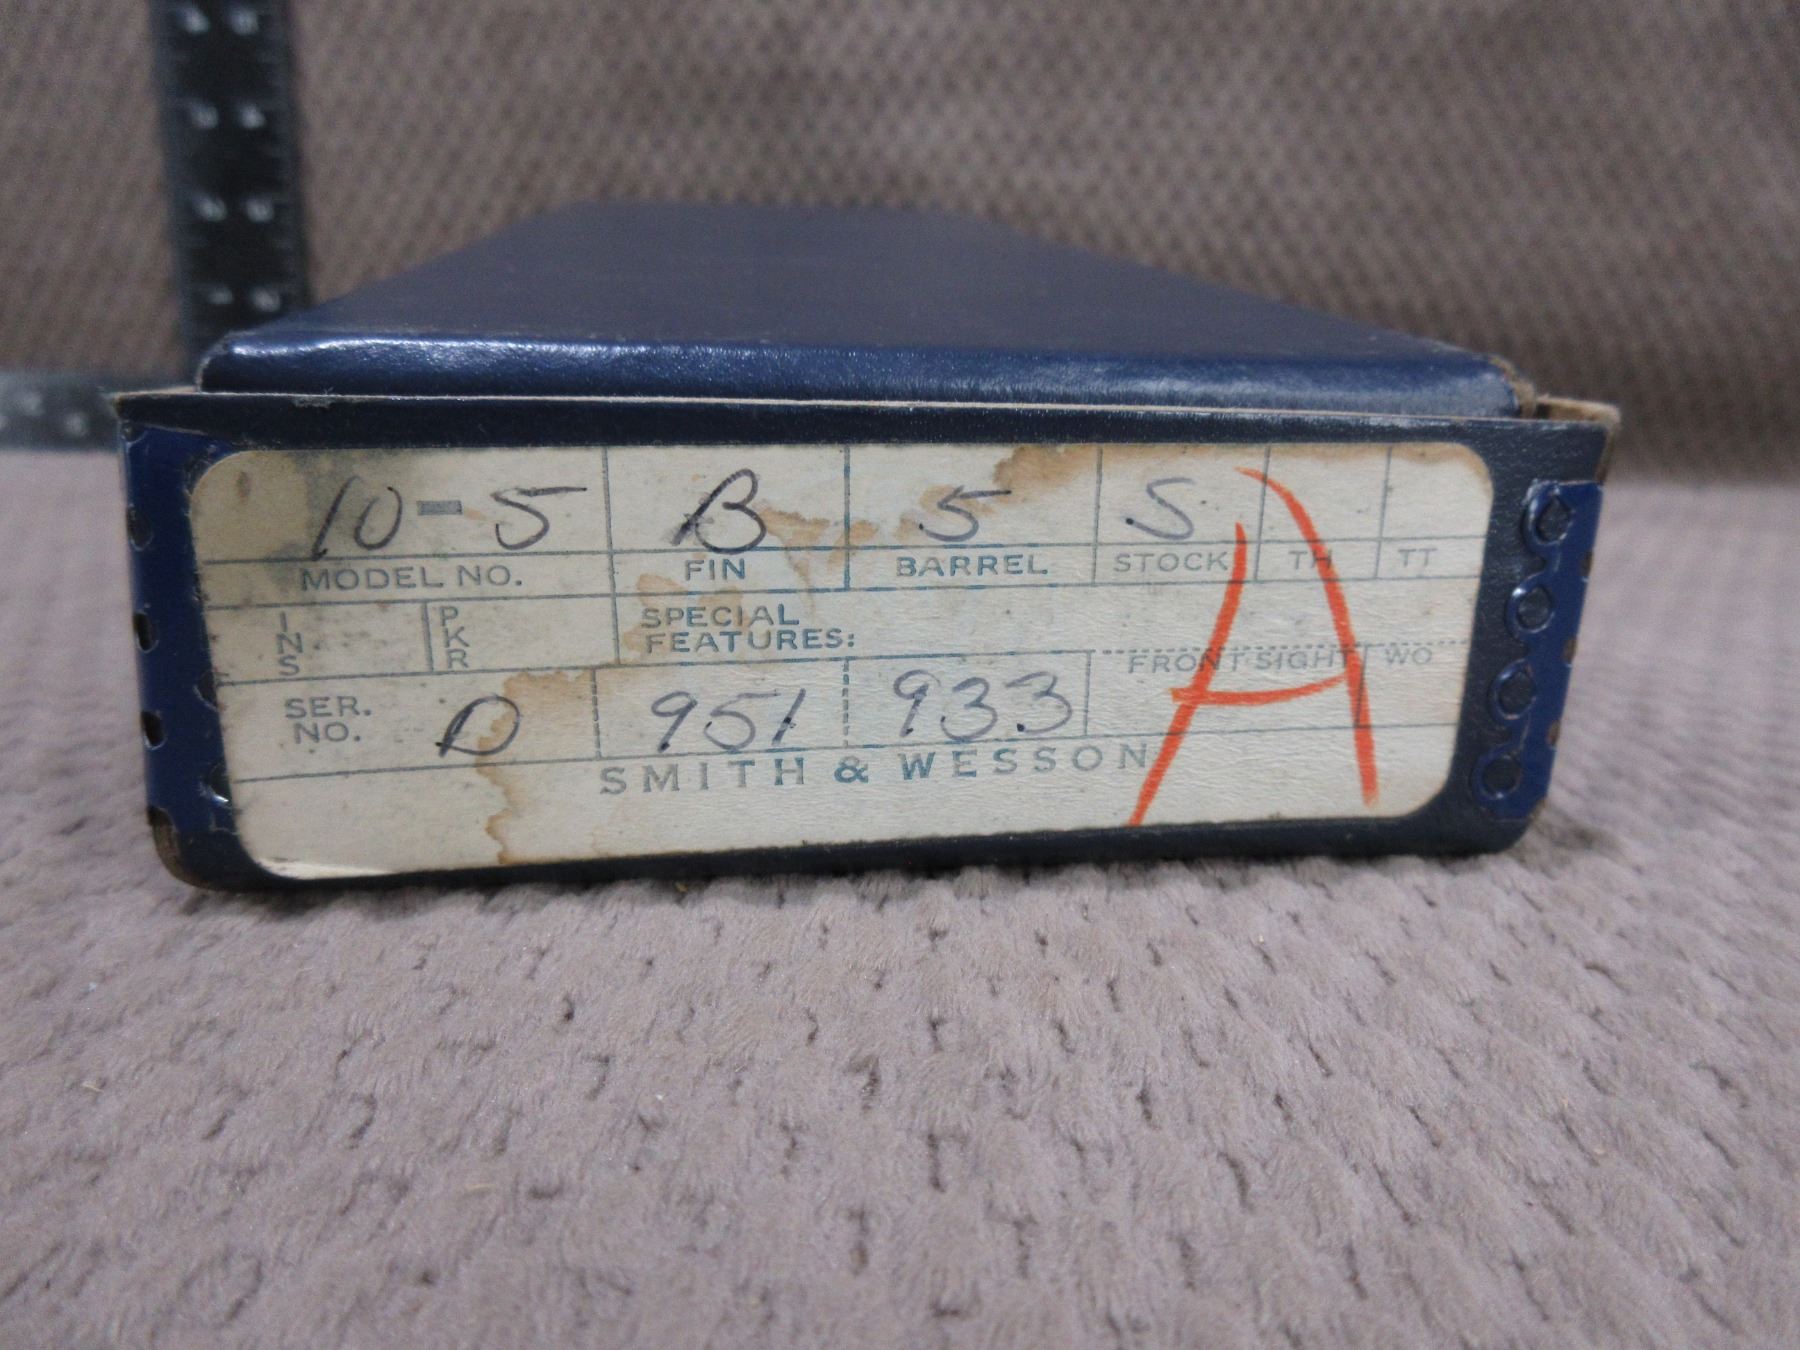 10-5 B 5 S
MODEL NO. FIN BARREL STOCK TH TT
INS PKR SPECIAL
FEATURES:
FRONT SIGHT WO
SER.
NO. D 951 933
SMITH & WESSON
A